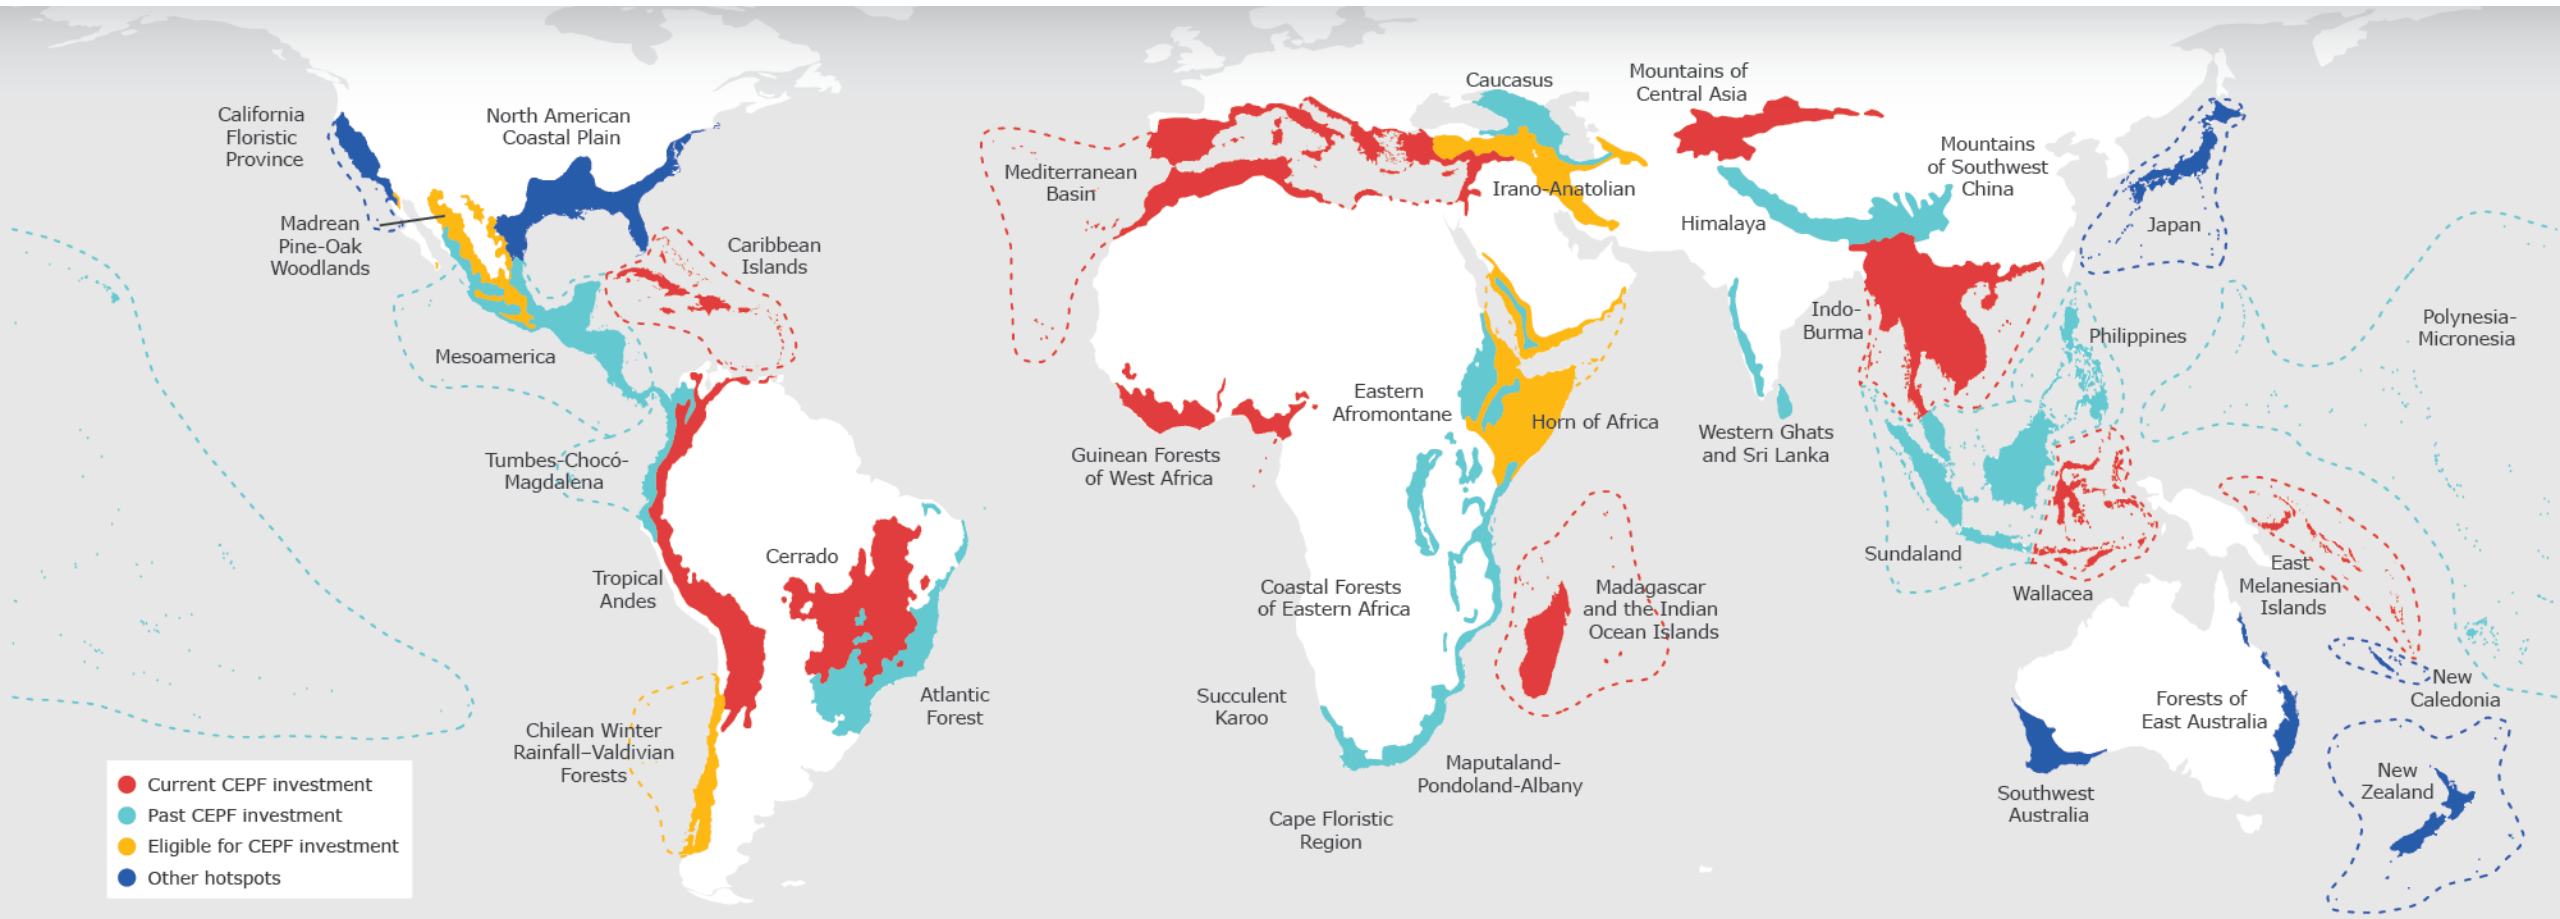 California
Floristic
Province
North American
Coastal Plain
Madrean
Pine-Oak
Woodlands
Caribbean
Islands
Mesoamerica
Tumbes-Chocó-
Magdalena
Tropical
Andes
Cerrado
Atlantic
Forest
Chilean Winter
Rainfall–Valdivian
Forests
Mediterranean
Basin
Caucasus
Irano-Anatolian
Mountains of
Central Asia
Mountains
of Southwest
China
Himalaya
Japan
Indo-
Burma
Philippines
Polynesia-
Micronesia
Eastern
Afromontane
Horn of Africa
Western Ghats
and Sri Lanka
Guinean Forests
of West Africa
Coastal Forests
of Eastern Africa
Madagascar
and the Indian
Ocean Islands
Sundaland
Wallacea
East
Melanesian
Islands
Succulent
Karoo
Maputaland-
Pondoland-Albany
Cape Floristic
Region
Forests of
East Australia
Southwest
Australia
New
Caledonia
New
Zealand
Current CEPF investment
Past CEPF investment
Eligible for CEPF investment
Other hotspots